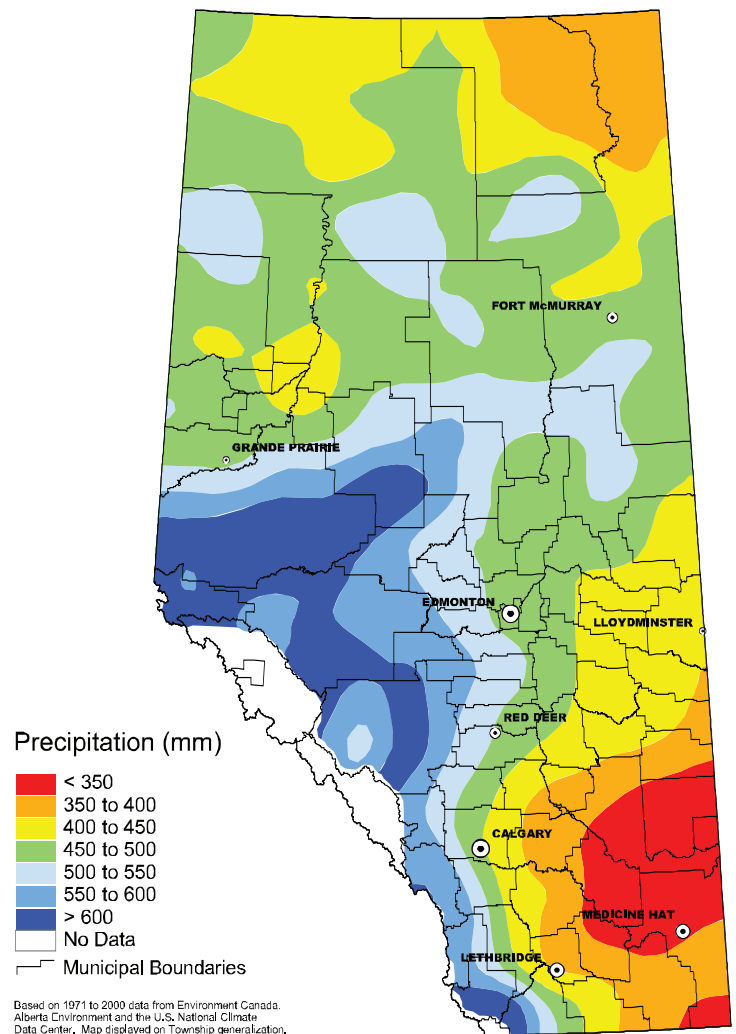 FORT McMURRAY
GRANDE PRAIRIE
EDMONTON
LLOYDMINSTER
RED DEER
CALGARY
MEDICINE HAT
LETHBRIDGE
Precipitation (mm)
< 350
350 to 400
400 to 450
450 to 500
500 to 550
550 to 600
> 600
No Data
Municipal Boundaries
Based on 1971 to 2000 data from Environment Canada.
Alberta Environment and the U.S. National Climate
Data Center. Map displayed on Township generalization.